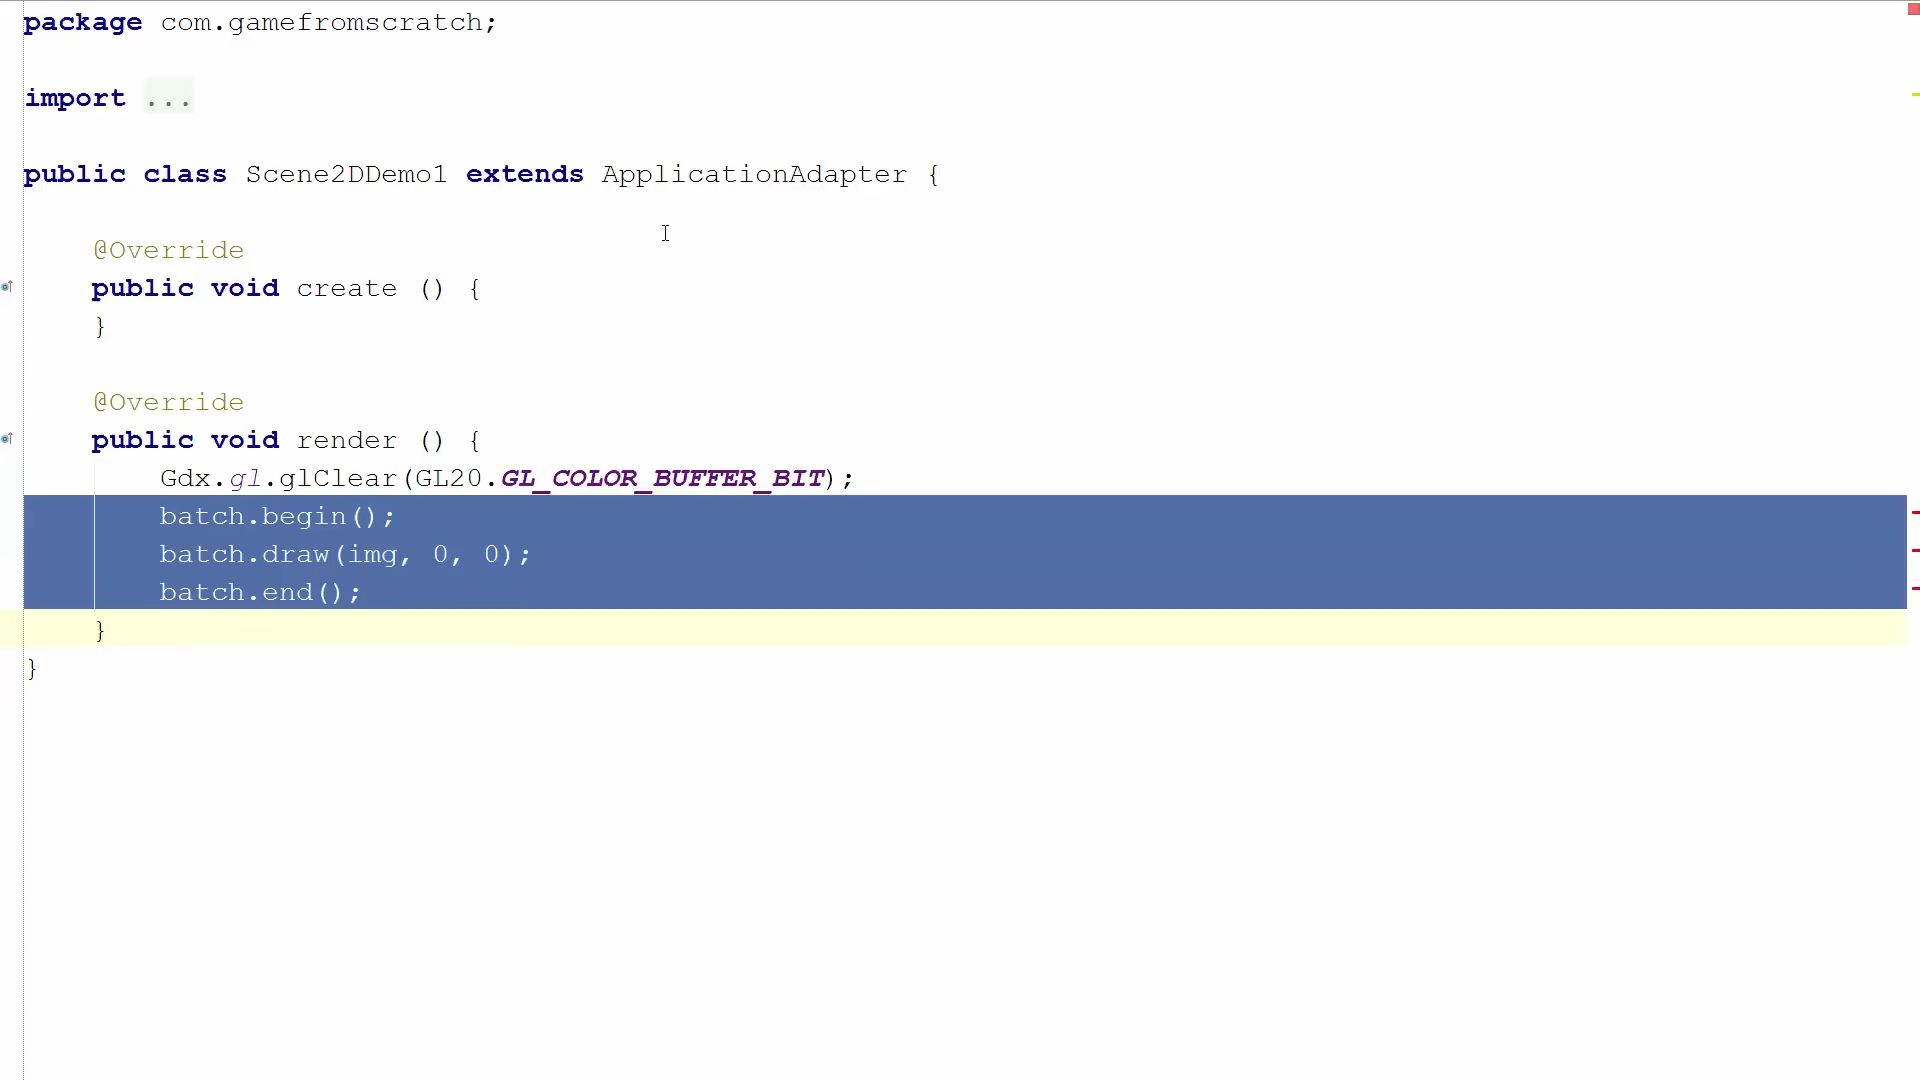 package com.gamefromscratch;
import ...
public class Scene2DDemo1 extends ApplicationAdapter {
@Override
public void create () {
}
@Override
public void render () {
Gdx.gl.glClear(GL20.GL_COLOR_BUFFER_BIT);
batch.begin();
batch.draw(img, 0, 0);
batch.end();
}
}